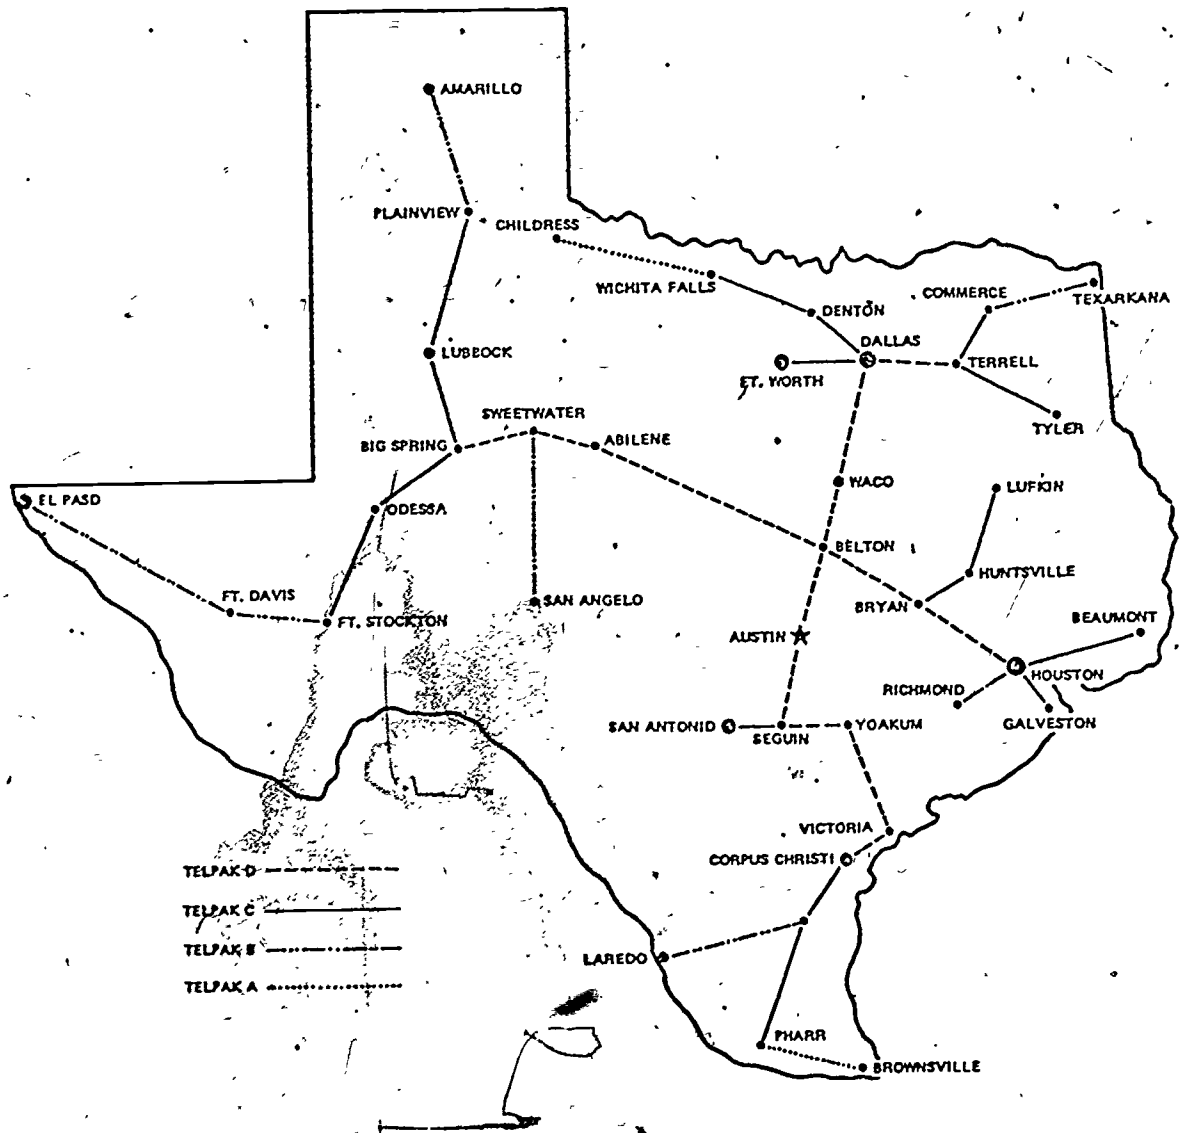 AMARILLO
PLAINVIEW
CHILDRESS
WICHITA FALLS
COMMERCE
TEXARKANA
DENTON
DALLAS
LUBBOCK
FT. WORTH
TERRELL
SWEETWATER
TYLER
BIG SPRING
ABILENE
EL PASO
ODESSA
WACO
LUFKIN
BELTON
HUNTSVILLE
FT. DAVIS
SAN ANGELO
BRYAN
FT. STOCKTON
BEAUMONT
AUSTIN
HOUSTON
RICHMOND
SAN ANTONIO
SEGUIN
YOAKUM
GALVESTON
VICTORIA
CORPUS CHRISTI
TELPAK D
TELPAK C
TELPAK B
TELPAK A
LAREDO
PHARR
BROWNSVILLE